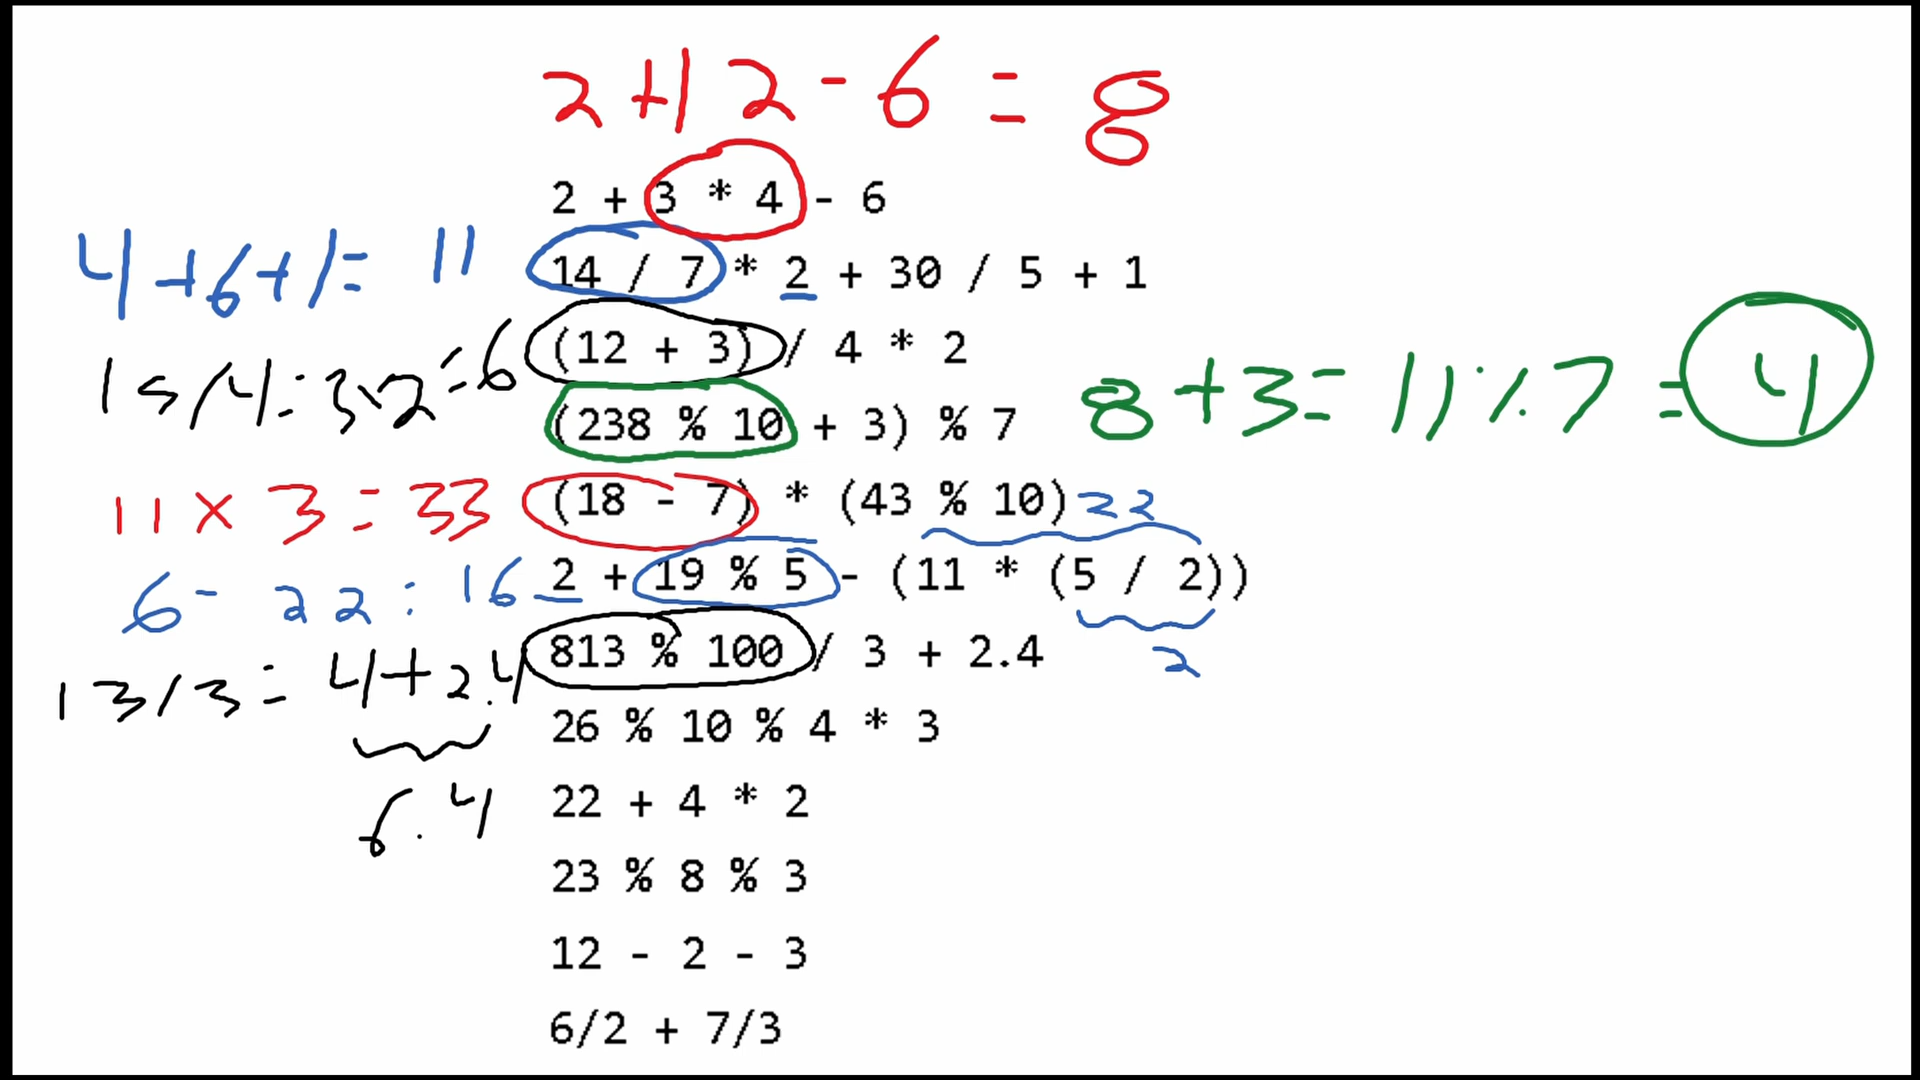 2 + 12 - 6 = 8
2 + 3 * 4 - 6
4 + 6 + 1 = 11
14 / 7 * 2 + 30 / 5 + 1
15 / 4 = 3 * 2 = 6
(12 + 3) / 4 * 2
(238 % 10 + 3) % 7
8 + 3 = 11 % 7 = 4
11 x 3 = 33
(18 - 7) * (43 % 10)
22
6 - 22 = 16
2 + 19 % 5 - (11 * (5 / 2))
2
13 / 3 = 4 + 2.4
813 % 100 / 3 + 2.4
6.4
26 % 10 % 4 * 3
22 + 4 * 2
23 % 8 % 3
12 - 2 - 3
6/2 + 7/3